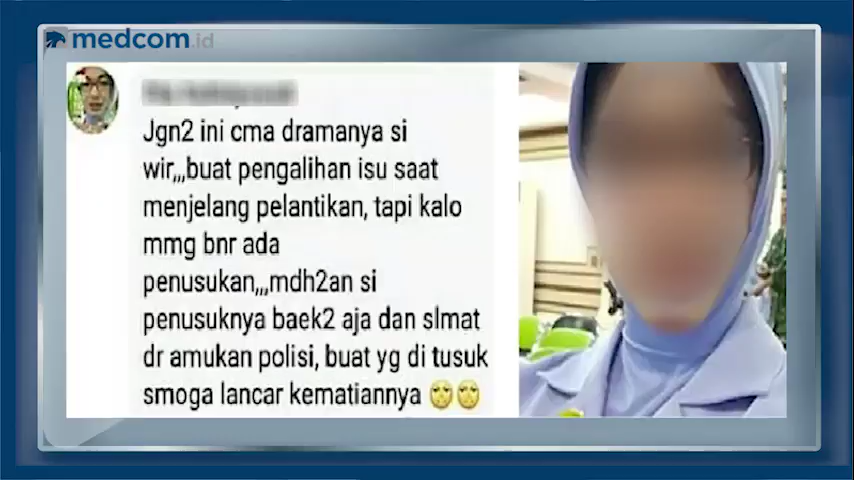 medcom.id
Jgn2 ini cma dramanya si
wir,,,buat pengalihan isu saat
menjelang pelantikan, tapi kalo
mmg bnr ada
penusukan,,,mdh2an si
penusuknya baek2 aja dan slmat
dr amukan polisi, buat yg di tusuk
smoga lancar kematiannya